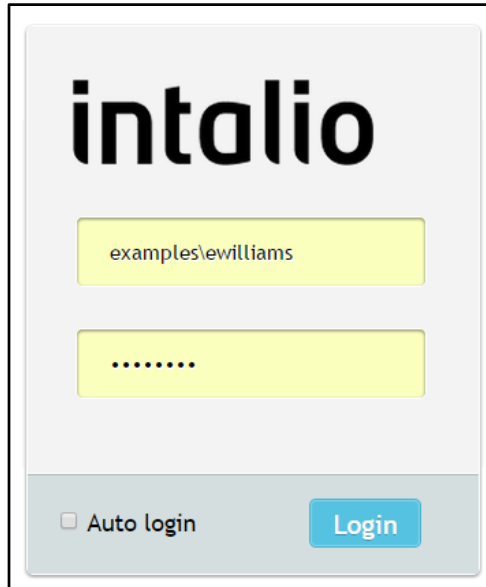 intalio
examples\ewilliams
••••••••
Auto login
Login